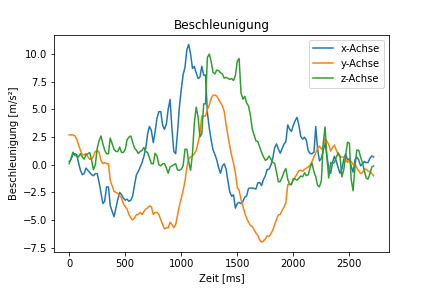 Beschleunigung
x-Achse
y-Achse
z-Achse
Beschleunigung [m/s²]
10.0
7.5
5.0
2.5
0.0
−2.5
−5.0
−7.5
0 500 1000 1500 2000 2500
Zeit [ms]